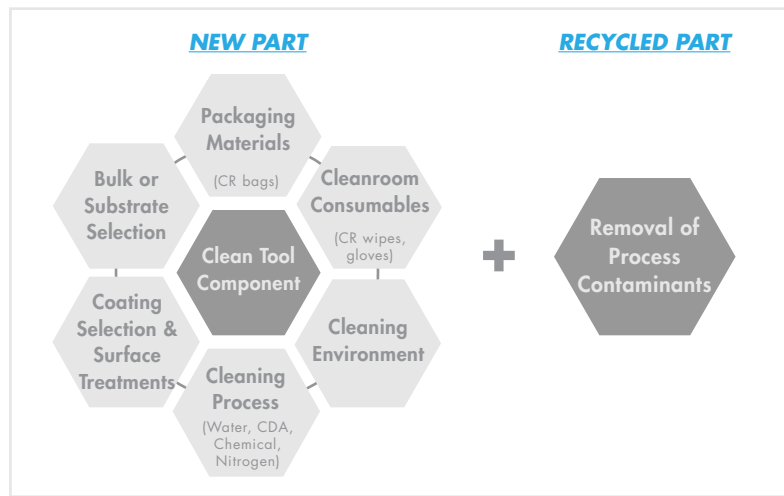 NEW PART
RECYCLED PART
Packaging
Materials
(CR bags)
Bulk or
Substrate
Selection
Cleanroom
Consumables
(CR wipes,
gloves)
Clean Tool
Component
Removal of
Process
Contaminants
Coating
Selection &
Surface
Treatments
Cleaning
Environment
Cleaning
Process
(Water, CDA,
Chemical,
Nitrogen)